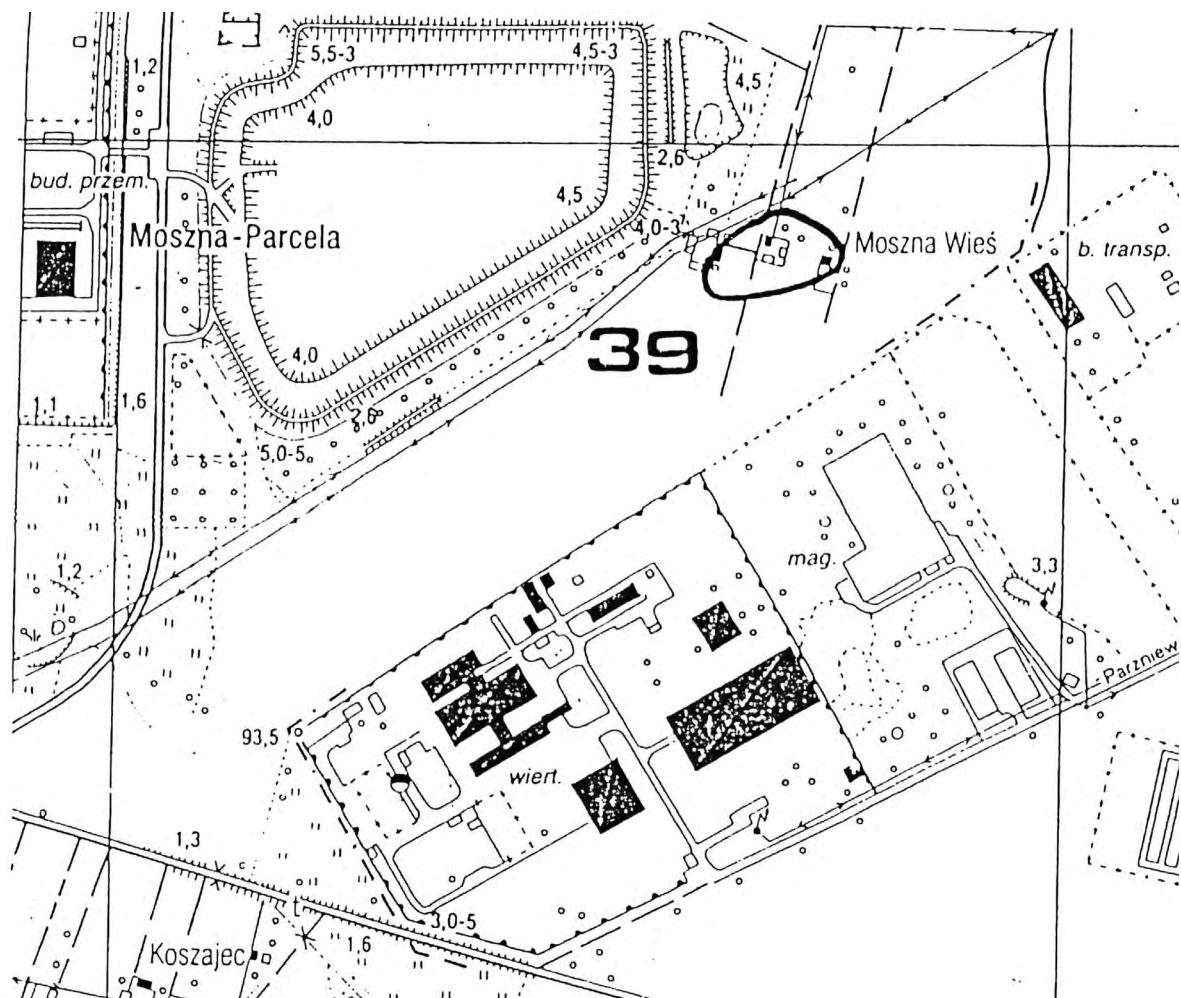 1,2
5,5-3
4,5-3
4,5
4,0
2,6
bud. przem.
4,5
Moszna-Parcela
4,0-3
Moszna Wieś
b. transp.
39
4,0
1,1
1,6
2,6
5,0-5
mag.
1,2
3,3
Parzniew
93,5
wiert.
1,3
3,0-5
1,6
Koszajec